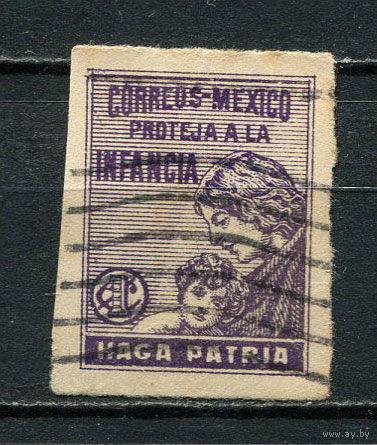 CORREOS MEXICO
PROTEJA A LA
INFANCIA
1c
HAGA PATRIA
www.ay.by